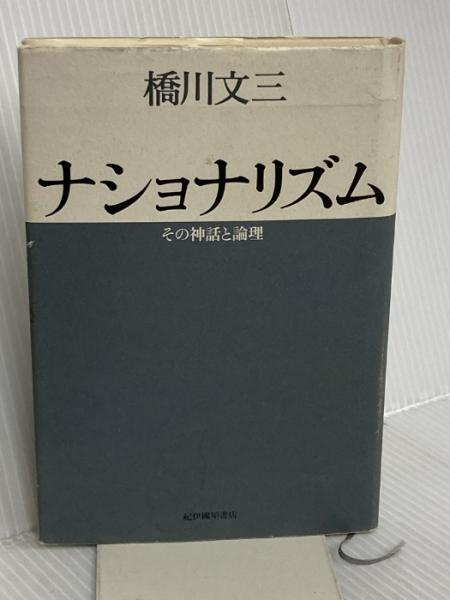 橋川文三
ナショナリズム
その神話と論理
紀伊國屋書店